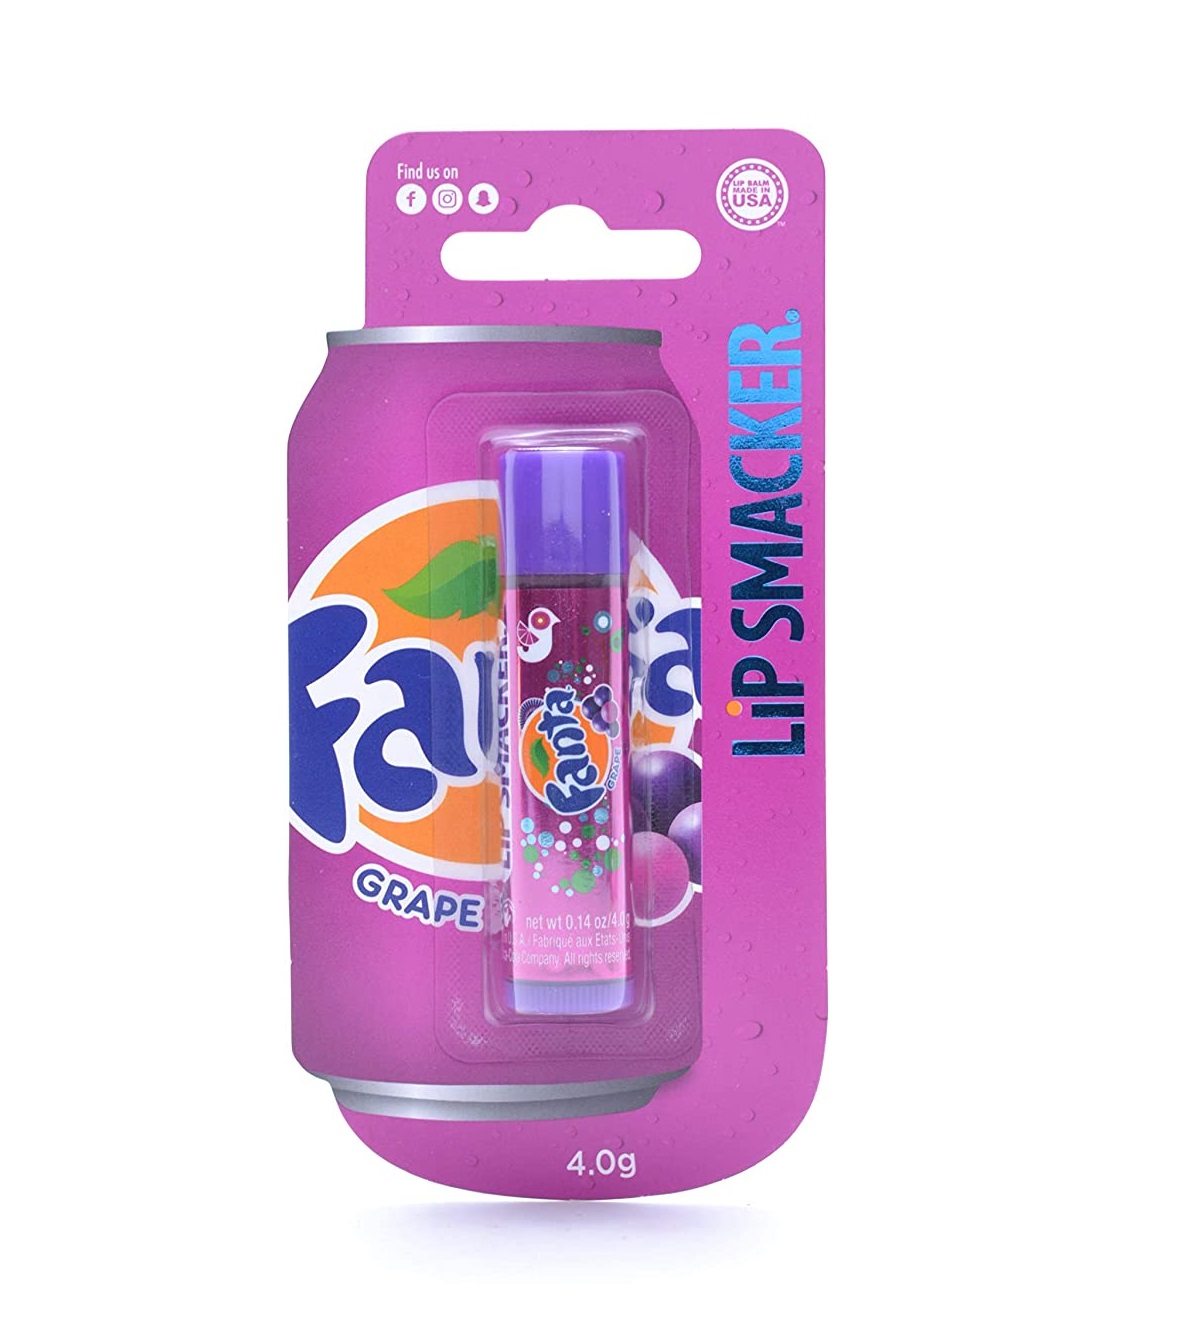 Find us on
LIP BALM
MADE IN
USA
™
LiP SMACKER®
Fanta
GRAPE
LIP SMACKER
Fanta
GRAPE
net wt 0.14 oz/4.0g
U.S.A. / Fabriqué aux Etats-
Company. All rights
4.0g